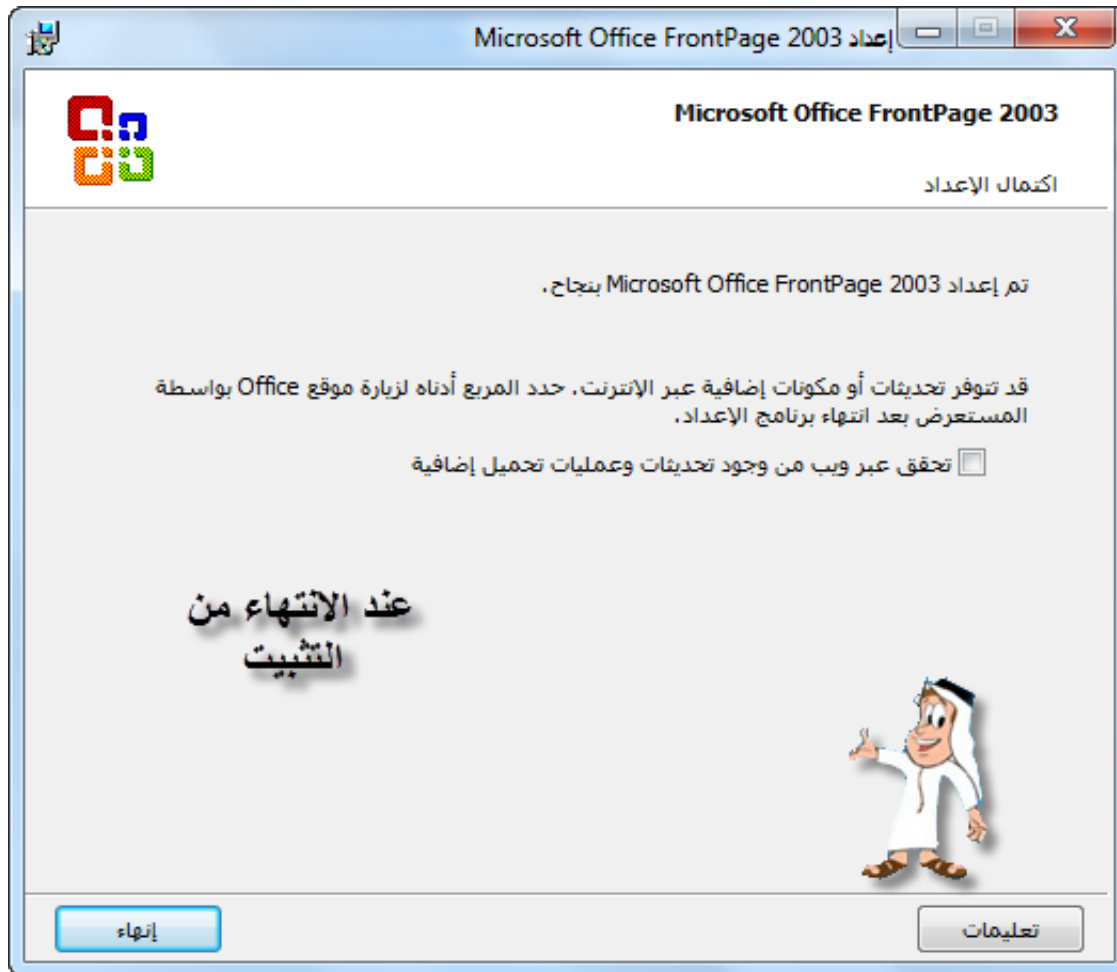 إعداد Microsoft Office FrontPage 2003
Microsoft Office FrontPage 2003
اكتمال الإعداد
تم إعداد Microsoft Office FrontPage 2003 بنجاح.
قد تتوفر تحديثات أو مكونات إضافية عبر الإنترنت. حدد المربع أدناه لزيارة موقع Office بواسطة
المستعرض بعد انتهاء برنامج الإعداد.
تحقق عبر ويب من وجود تحديثات وعمليات تحميل إضافية
عند الانتهاء من
التثبيت
تعليمات
إنهاء